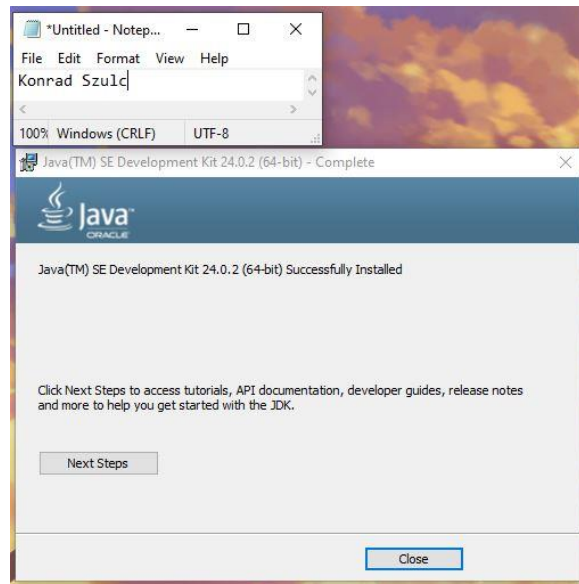 *Untitled - Notep...
File Edit Format View Help
Konrad Szulc
100% Windows (CRLF) UTF-8
Java(TM) SE Development Kit 24.0.2 (64-bit) - Complete
Java™
ORACLE
Java(TM) SE Development Kit 24.0.2 (64-bit) Successfully Installed
Click Next Steps to access tutorials, API documentation, developer guides, release notes
and more to help you get started with the JDK.
Next Steps
Close